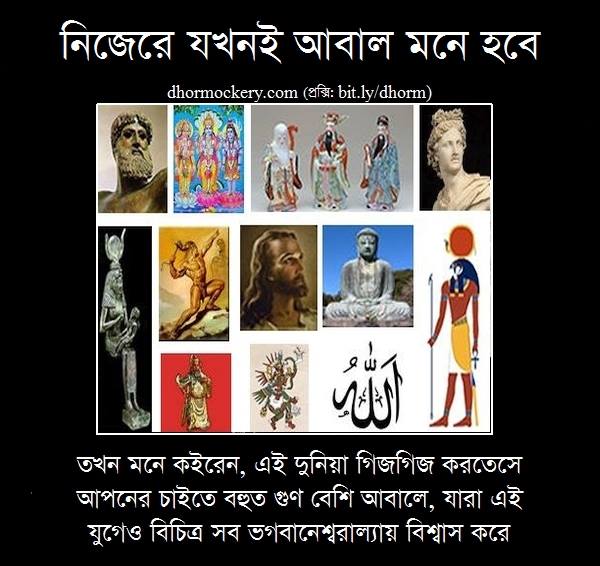 নিজেরে যখনই আবাল মনে হবে
dhormockery.com (প্রক্সি: bit.ly/dhorm)
الله
তখন মনে কইরেন, এই দুনিয়া গিজগিজ করতেসে
আপনের চাইতে বহুত গুণ বেশি আবালে, যারা এই
যুগেও বিচিত্র সব ভগবানেশ্বরাল্যায় বিশ্বাস করে